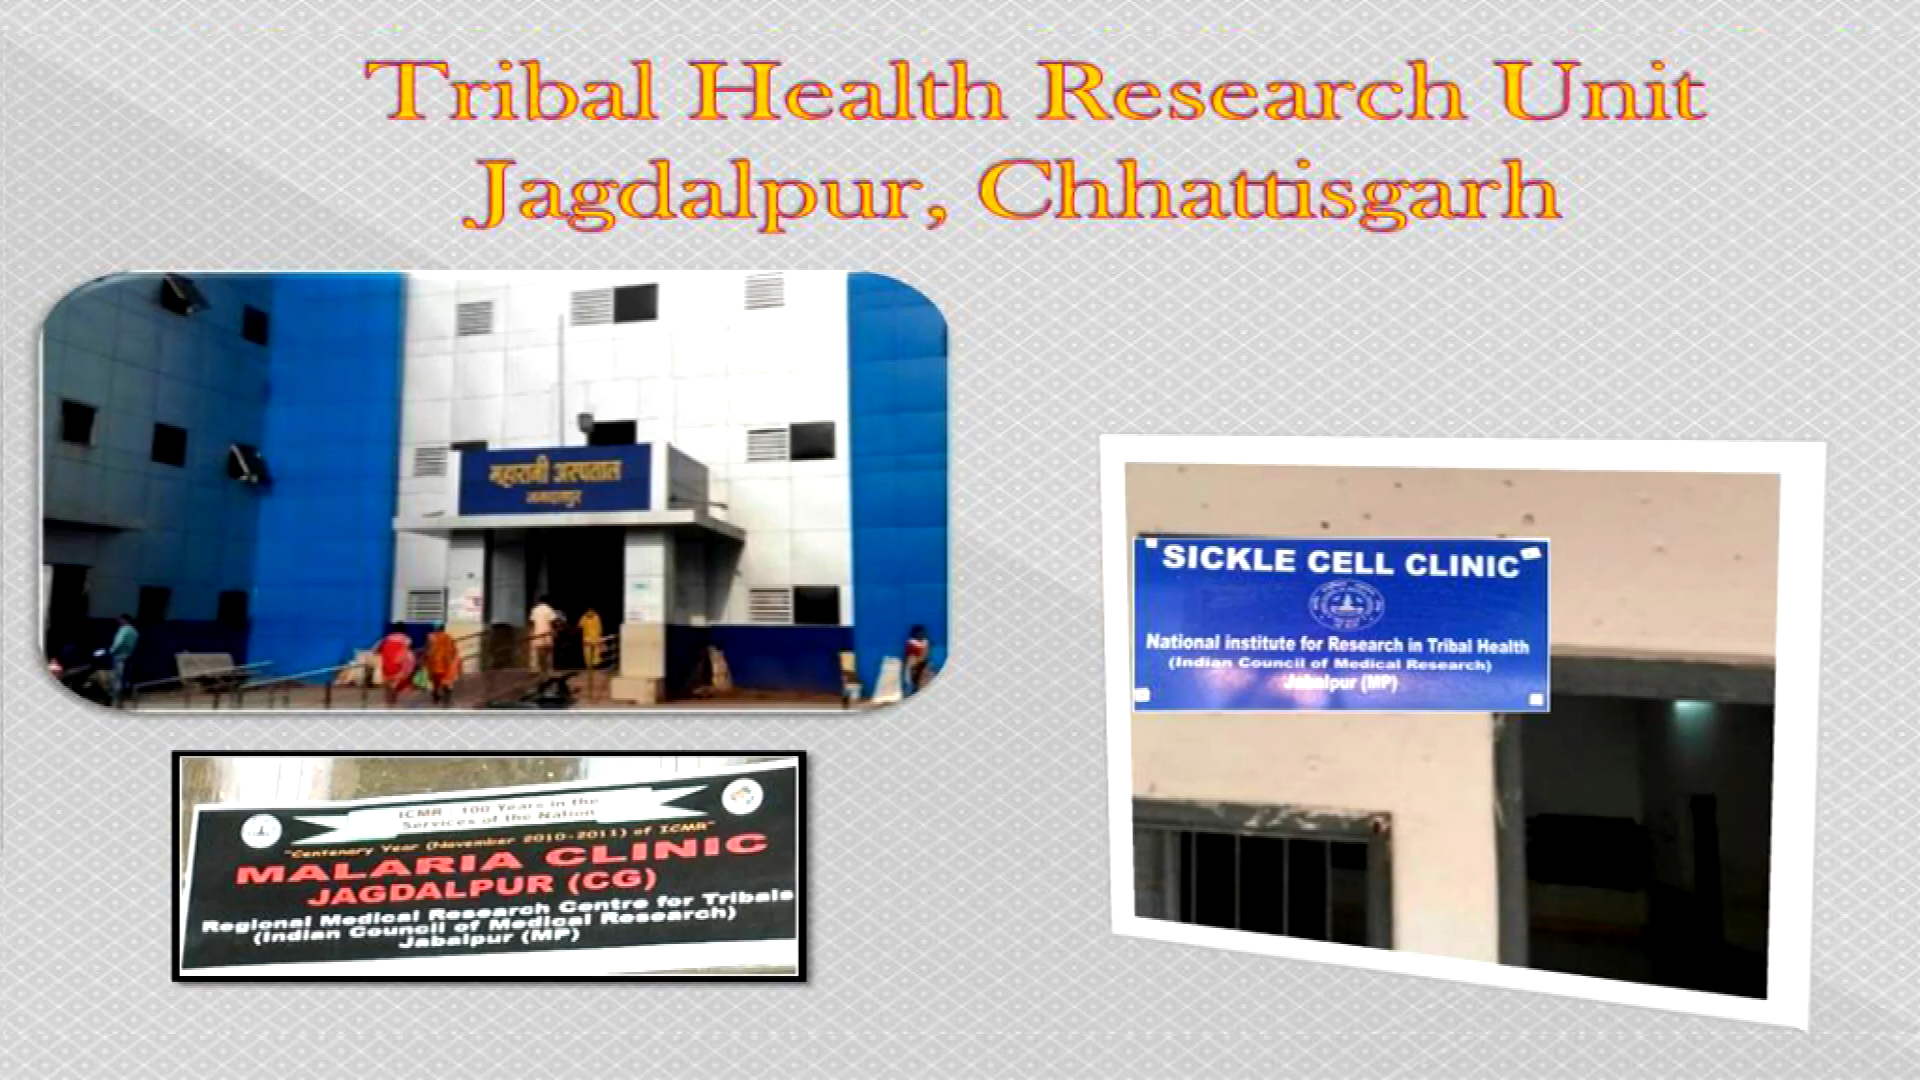 Tribal Health Research Unit
Jagdalpur, Chhattisgarh
महारानी अस्पताल
जगदलपुर
SICKLE CELL CLINIC
National institute for Research in Tribal Health
(Indian Council of Medical Research)
Jabalpur (MP)
ICMR - 100 Years in the
Services of the Nation
"Centenary Year (November 2010-2011) of ICMR"
MALARIA CLINIC
JAGDALPUR (CG)
Regional Medical Research Centre for Tribals
(Indian Council of Medical Research)
Jabalpur (MP)